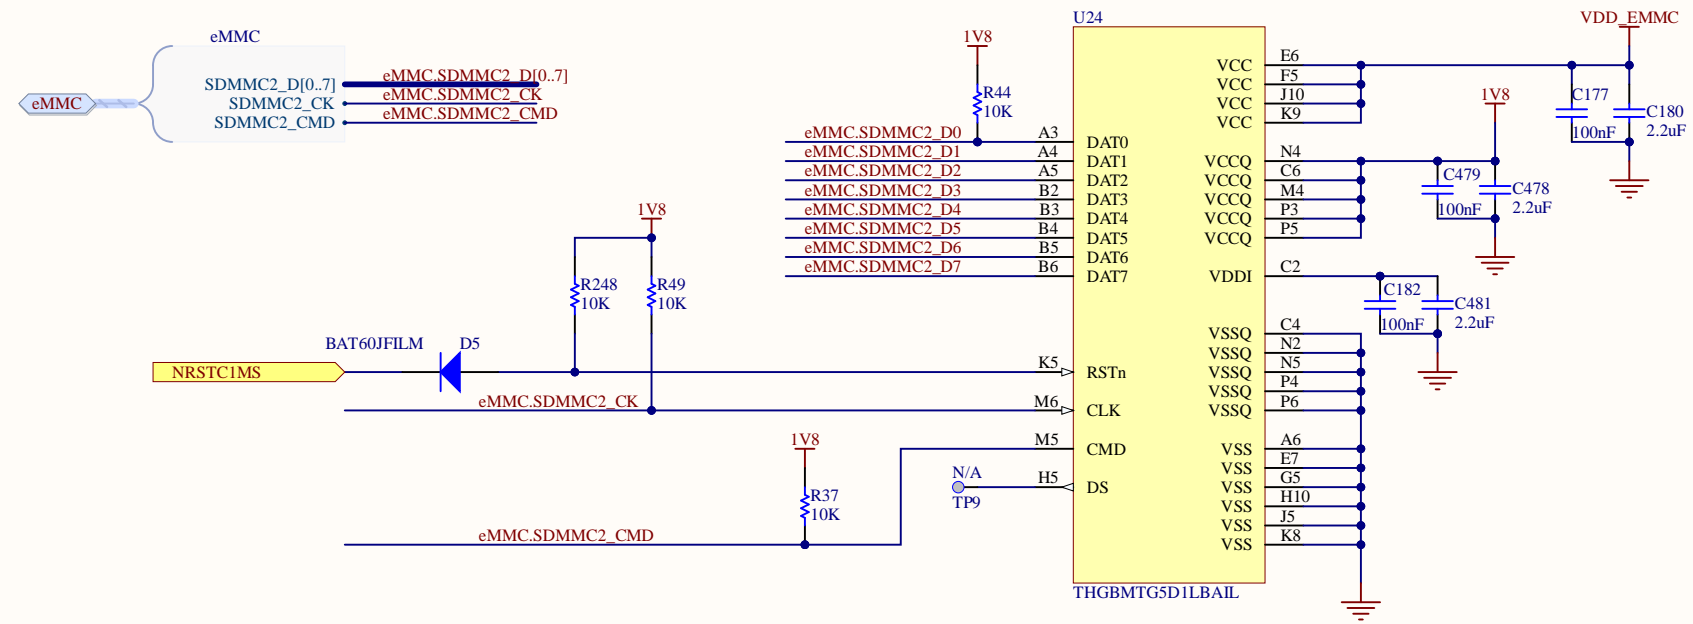 eMMC
eMMC
SDMMC2_D[0..7]
SDMMC2_CK
SDMMC2_CMD
eMMC.SDMMC2_D[0..7]
eMMC.SDMMC2_CK
eMMC.SDMMC2_CMD
1V8
R44
10K
eMMC.SDMMC2_D0
eMMC.SDMMC2_D1
eMMC.SDMMC2_D2
eMMC.SDMMC2_D3
eMMC.SDMMC2_D4
eMMC.SDMMC2_D5
eMMC.SDMMC2_D6
eMMC.SDMMC2_D7
A3
A4
A5
B2
B3
B4
B5
B6
1V8
R248
10K
R49
10K
BAT60JFILM
D5
NRSTC1MS
eMMC.SDMMC2_CK
K5
M6
M5
H5
1V8
R37
10K
N/A
TP9
eMMC.SDMMC2_CMD
U24
DAT0
DAT1
DAT2
DAT3
DAT4
DAT5
DAT6
DAT7
RSTn
CLK
CMD
DS
VCC
VCC
VCC
VCC
VCCQ
VCCQ
VCCQ
VCCQ
VCCQ
VDDI
VSSQ
VSSQ
VSSQ
VSSQ
VSSQ
VSS
VSS
VSS
VSS
VSS
VSS
THGBMTG5D1LBAIL
E6
F5
J10
K9
N4
C6
M4
P3
P5
C2
C4
N2
N5
P4
P6
A6
E7
G5
H10
J5
K8
VDD_EMMC
C177
100nF
C180
2.2uF
1V8
C479
100nF
C478
2.2uF
C182
100nF
C481
2.2uF